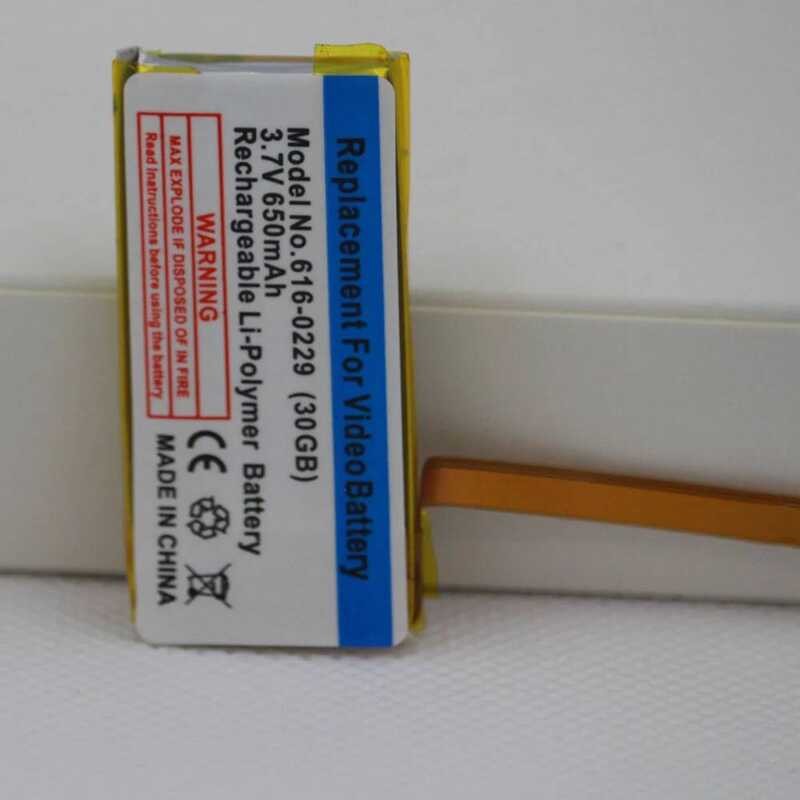 Replacement For VideoBattery
Model No.616-0229 (30GB)
3.7V 650mAh
Rechargeable Li-Polymer Battery
WARNING
MAX EXPLODE IF DISPOSED OF IN FIRE
Read instructions before using the battery
CE
MADE IN CHINA